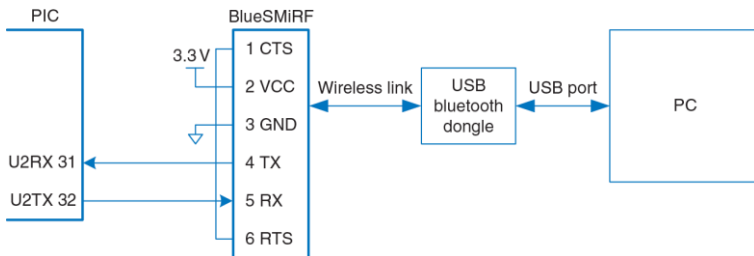 PIC
BlueSMiRF
1 CTS
3.3 V
2 VCC
3 GND
U2RX 31
4 TX
U2TX 32
5 RX
6 RTS
Wireless link
USB
bluetooth
dongle
USB port
PC